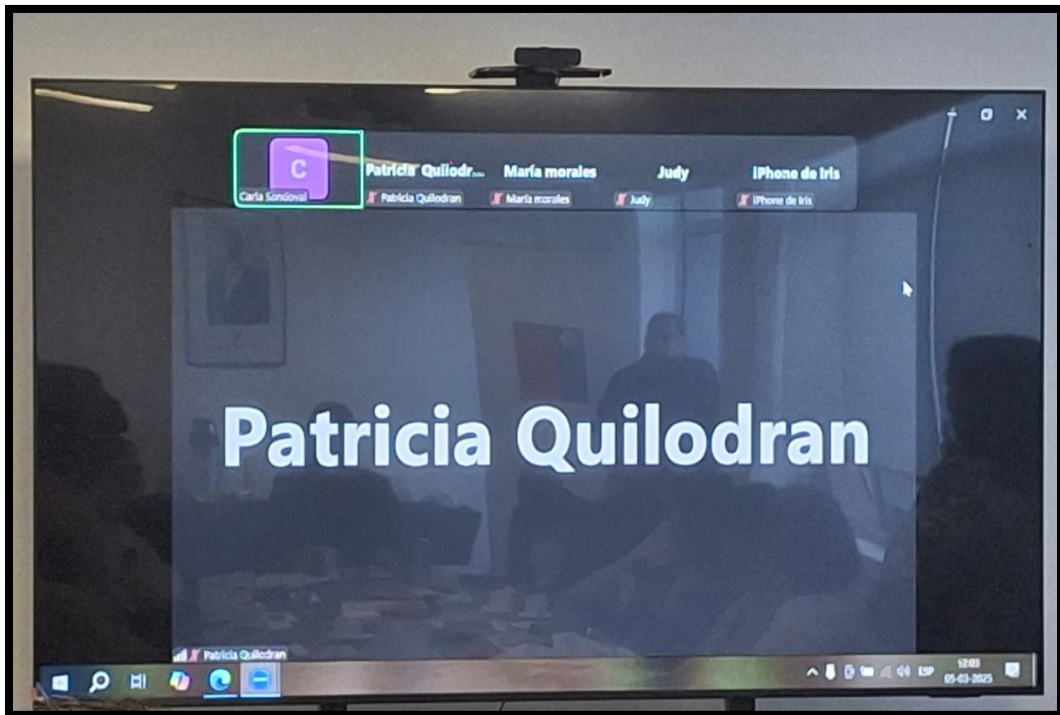 C
Carla Sandoval
Patricia Quilodr...
Patricia Quilodran
María morales
María morales
Judy
Judy
iPhone de Iris
iPhone de Iris
Patricia Quilodran
Patricia Quilodran
ESP
12:03
05-03-2025